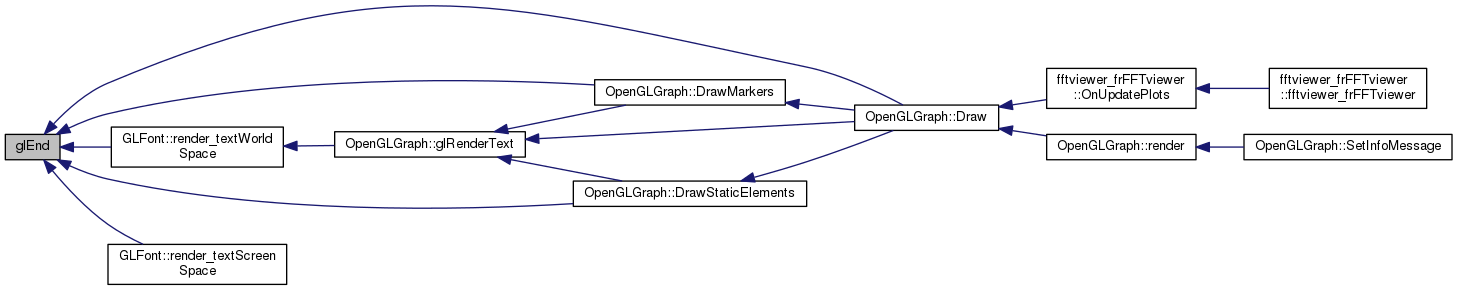 glEnd
GLFont::render_textWorld
Space
GLFont::render_textScreen
Space
OpenGLGraph::glRenderText
OpenGLGraph::DrawMarkers
OpenGLGraph::DrawStaticElements
OpenGLGraph::Draw
fftviewer_frFFTviewer
::OnUpdatePlots
OpenGLGraph::render
fftviewer_frFFTviewer
::fftviewer_frFFTviewer
OpenGLGraph::SetInfoMessage